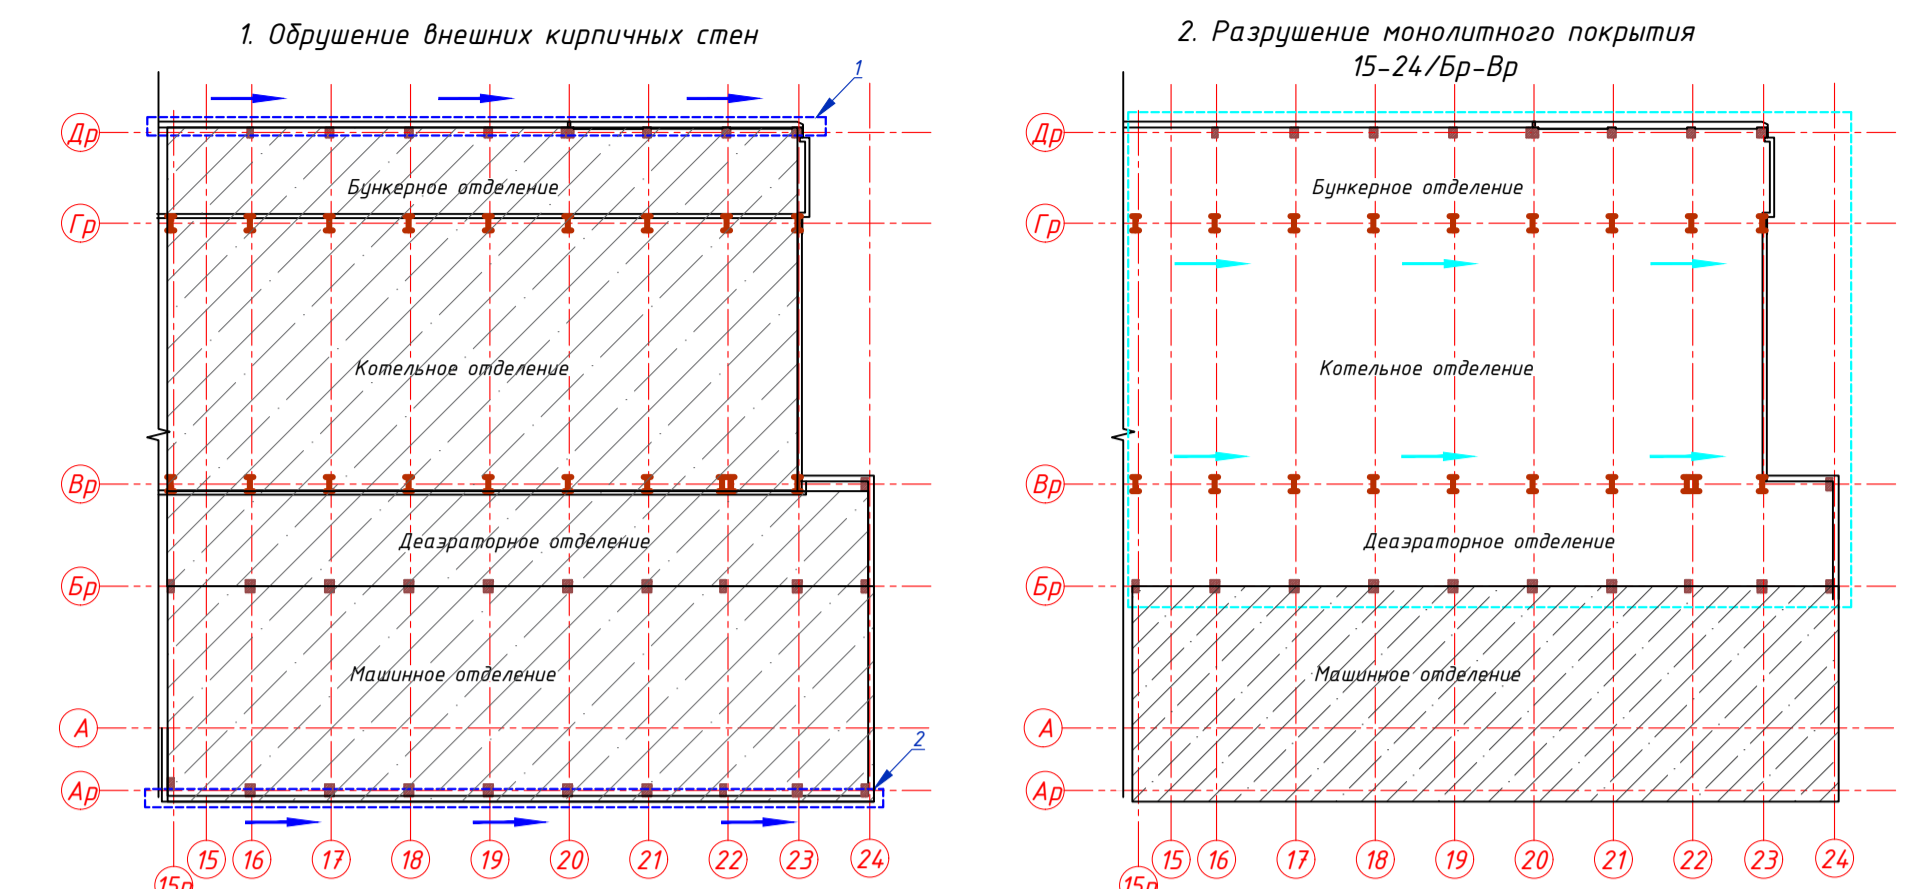 1. Обрушение внешних кирпичных стен
1
Др
Бункерное отделение
Гр
Котельное отделение
Вр
Деаэраторное отделение
Бр
Машинное отделение
А
2
Ар
15 16 17 18 19 20 21 22 23 24
15р
2. Разрушение монолитного покрытия
15-24/Бр-Вр
Др
Бункерное отделение
Гр
Котельное отделение
Вр
Деаэраторное отделение
Бр
Машинное отделение
А
Ар
15 16 17 18 19 20 21 22 23 24
15р